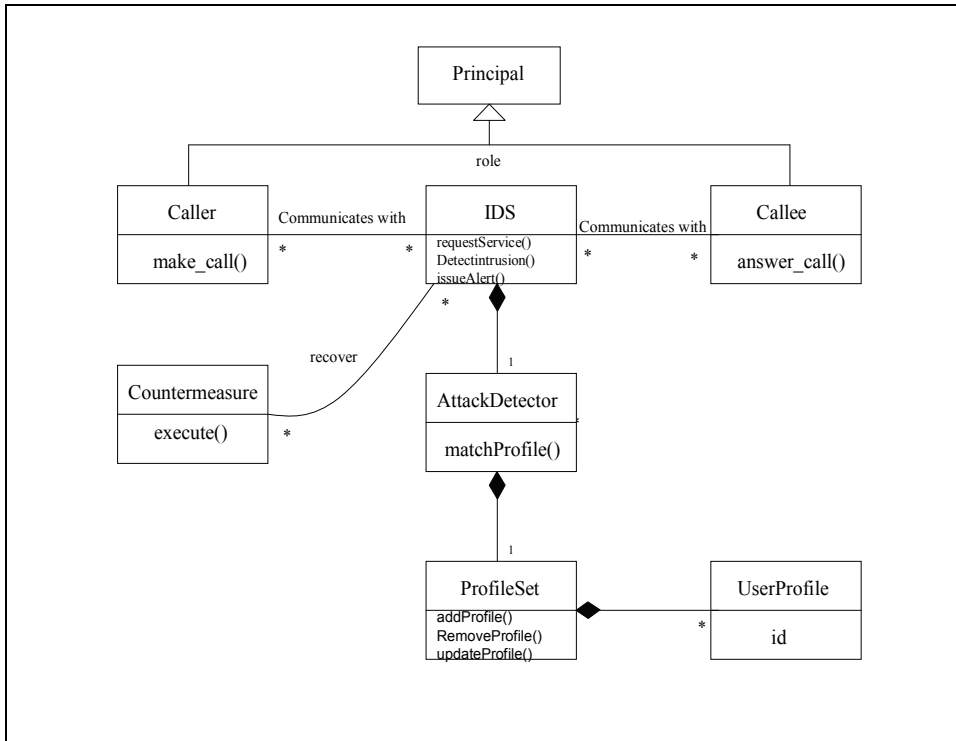 Principal
role
Caller
make_call()
Communicates with
*
*
IDS
requestService()
Detectintrusion()
issueAlert()
Communicates with
*
*
Callee
answer_call()
*
recover
Countermeasure
execute()
*
1
AttackDetector
matchProfile()
*
1
ProfileSet
addProfile()
RemoveProfile()
updateProfile()
*
UserProfile
id